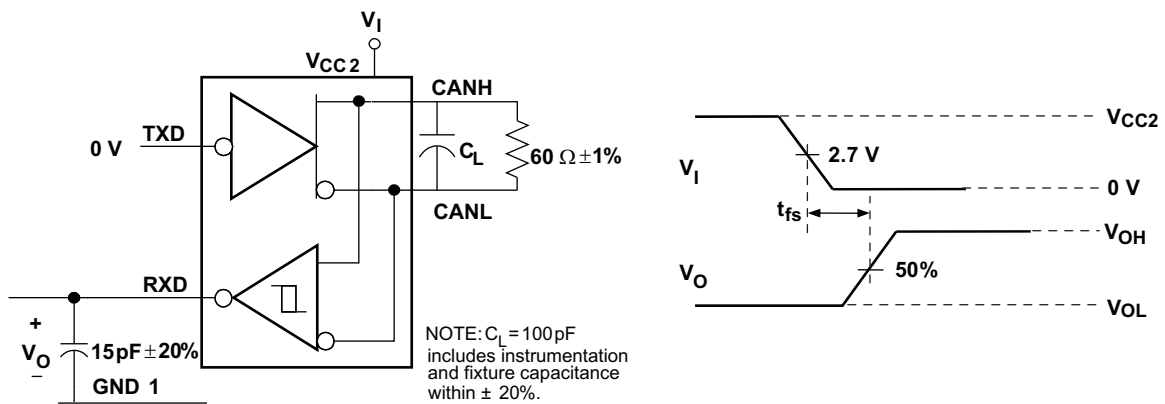 V_I
V_CC2
CANH
TXD
0 V
C_L
60 Ω ±1%
CANL
RXD
+
V_O
−
15pF ±20%
GND 1
NOTE: C_L = 100 pF
includes instrumentation
and fixture capacitance
within ± 20%.
V_CC2
2.7 V
V_I
0 V
t_fs
V_OH
V_O
50%
V_OL